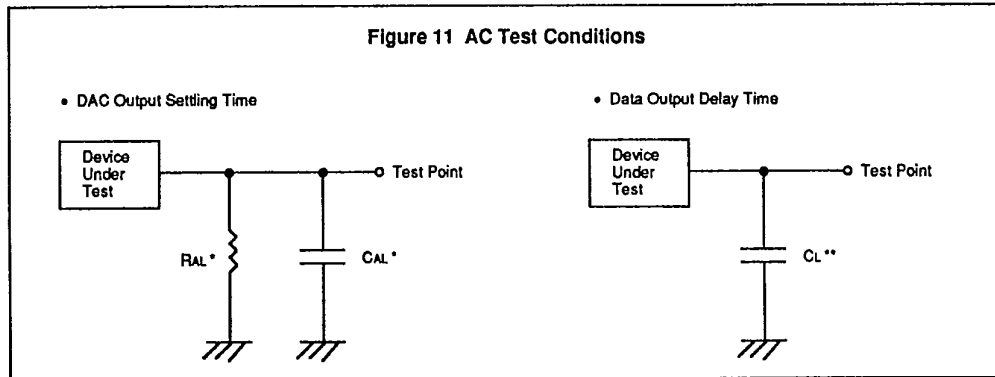 Figure 11 AC Test Conditions
• DAC Output Settling Time
Device
Under
Test
Test Point
RAL*
CAL*
• Data Output Delay Time
Device
Under
Test
Test Point
CL**